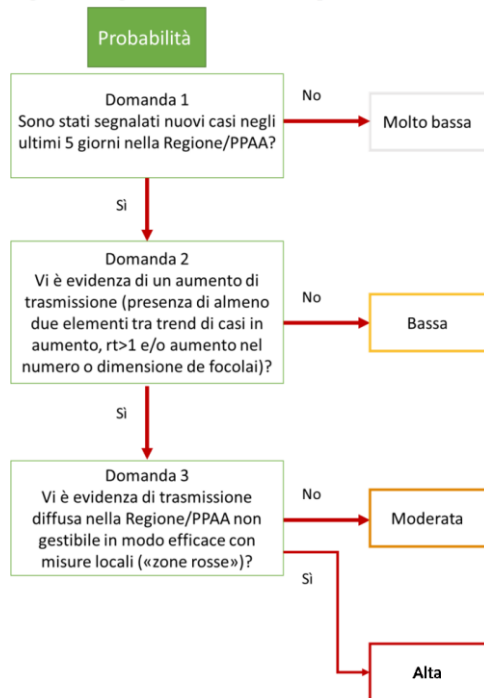 Probabilità
Domanda 1
Sono stati segnalati nuovi casi negli
ultimi 5 giorni nella Regione/PPAA?
No
Molto bassa
Sì
Domanda 2
Vi è evidenza di un aumento di
trasmissione (presenza di almeno
due elementi tra trend di casi in
aumento, rt>1 e/o aumento nel
numero o dimensione de focolai)?
No
Bassa
Sì
Domanda 3
Vi è evidenza di trasmissione
diffusa nella Regione/PPAA non
gestibile in modo efficace con
misure locali («zone rosse»)?
No
Moderata
Sì
Alta